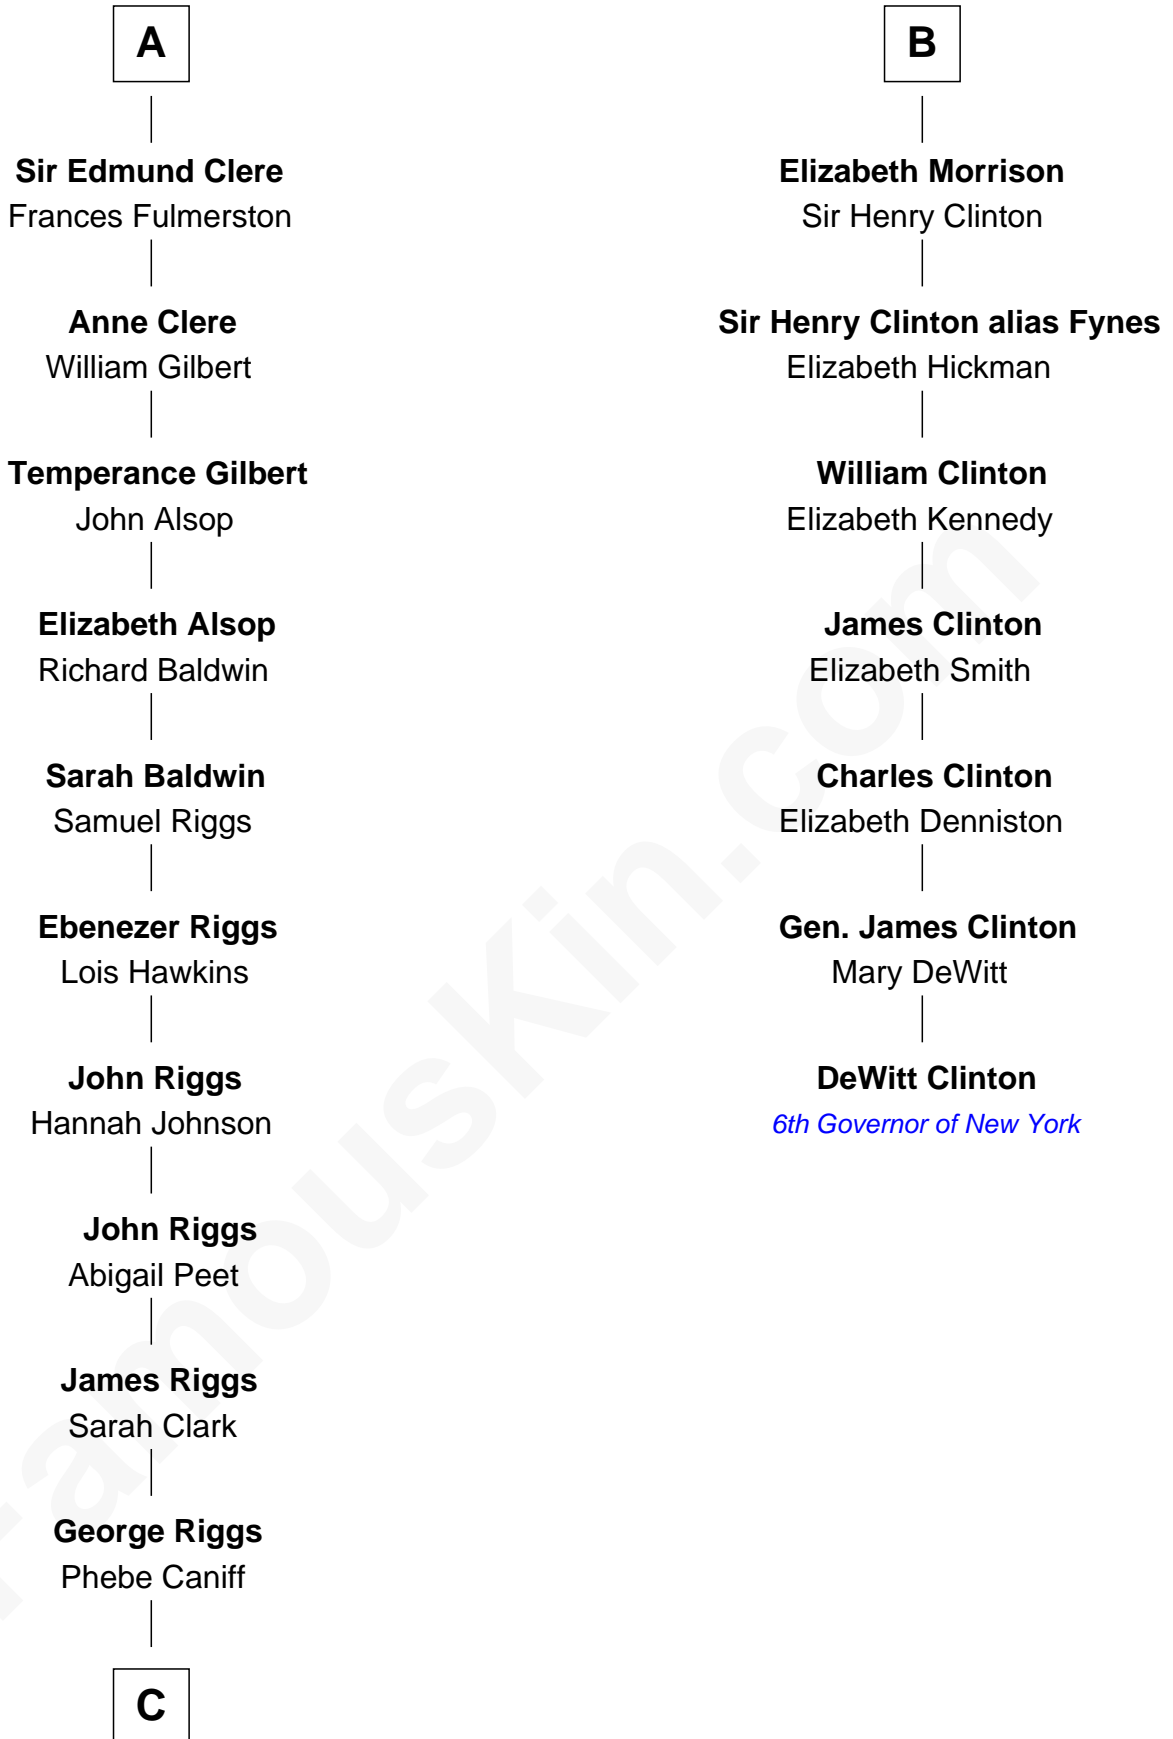 A
Sir Edmund Clere
Frances Fulmerston
Anne Clere
William Gilbert
Temperance Gilbert
John Alsop
Elizabeth Alsop
Richard Baldwin
Sarah Baldwin
Samuel Riggs
Ebenezer Riggs
Lois Hawkins
John Riggs
Hannah Johnson
John Riggs
Abigail Peet
James Riggs
Sarah Clark
George Riggs
Phebe Caniff
C
B
Elizabeth Morrison
Sir Henry Clinton
Sir Henry Clinton alias Fynes
Elizabeth Hickman
William Clinton
Elizabeth Kennedy
James Clinton
Elizabeth Smith
Charles Clinton
Elizabeth Denniston
Gen. James Clinton
Mary DeWitt
DeWitt Clinton
6th Governor of New York
FamousKin.com